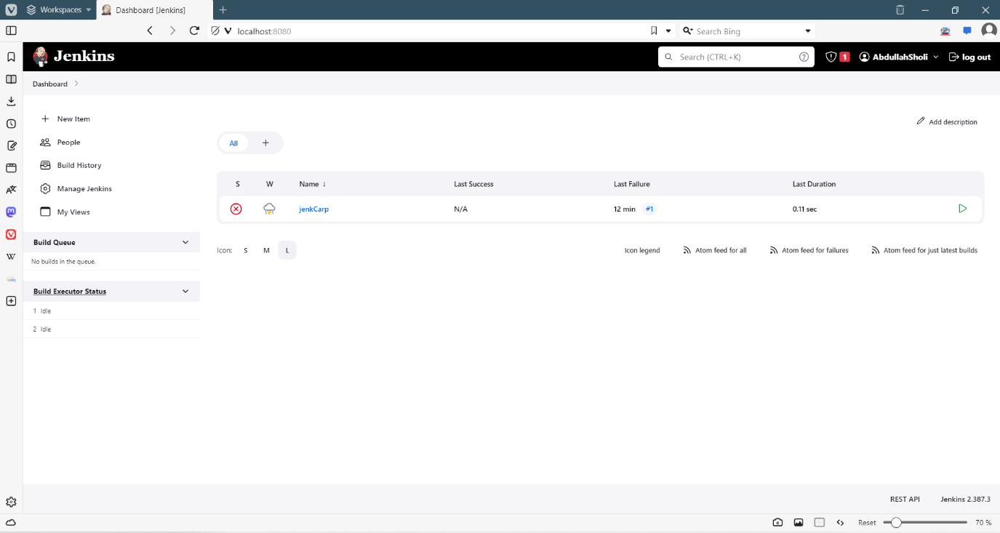 Workspaces
Dashboard [Jenkins]
localhost:8080
Search Bing
Jenkins
Search (CTRL+K)
1
AbdullahSholi
log out
Dashboard
New Item
People
Build History
Manage Jenkins
My Views
Build Queue
No builds in the queue.
Build Executor Status
1 Idle
2 Idle
Add description
All
S W Name ↓ Last Success Last Failure Last Duration
jenkCarp N/A 12 min #1 0.11 sec
Icon: S M L
Icon legend
Atom feed for all
Atom feed for failures
Atom feed for just latest builds
REST API
Jenkins 2.387.3
Reset
70 %